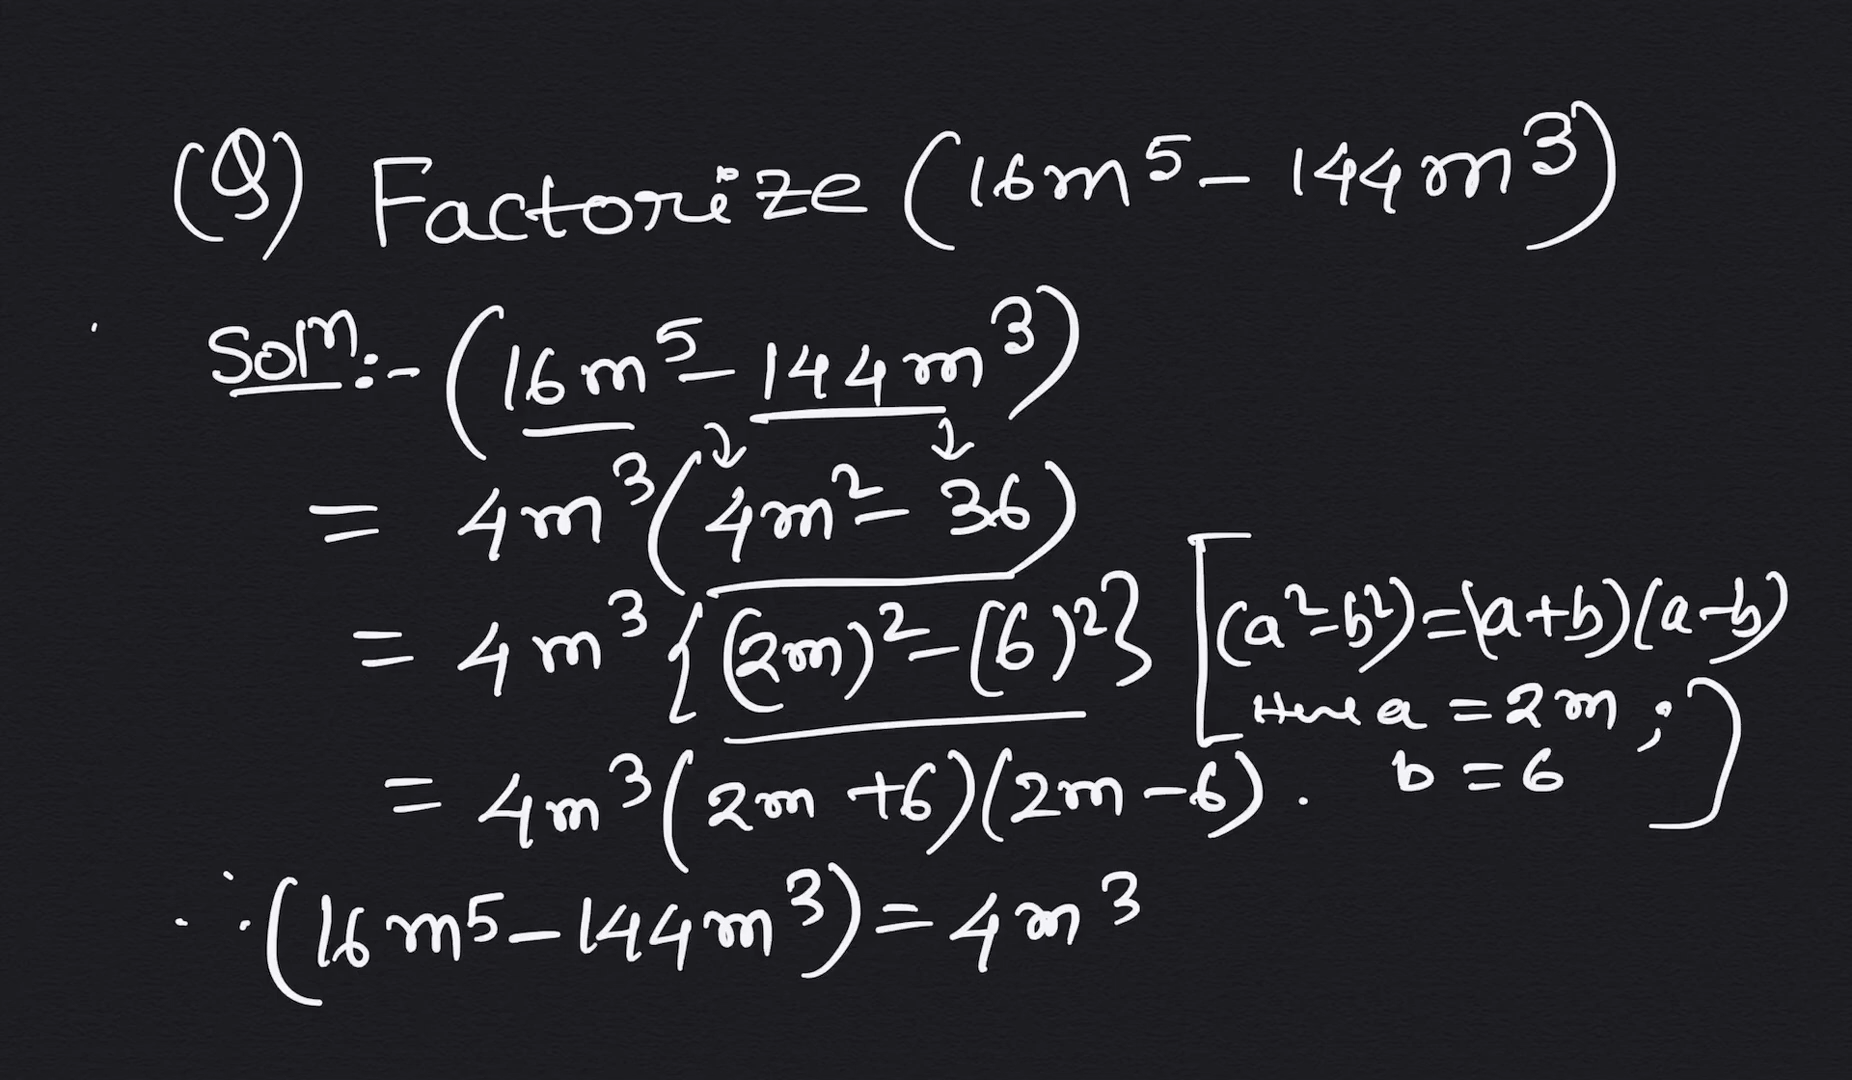 (Q) Factorize (16m⁵ - 144m³)
Solⁿ:- (16m⁵ - 144m³)
= 4m³(4m² - 36)
= 4m³{(2m)² - (6)²} [(a² - b²) = (a+b)(a-b)
Here a = 2m ;
= 4m³(2m +6)(2m - 6). b = 6 ]
∴ (16m⁵ - 144m³) = 4m³